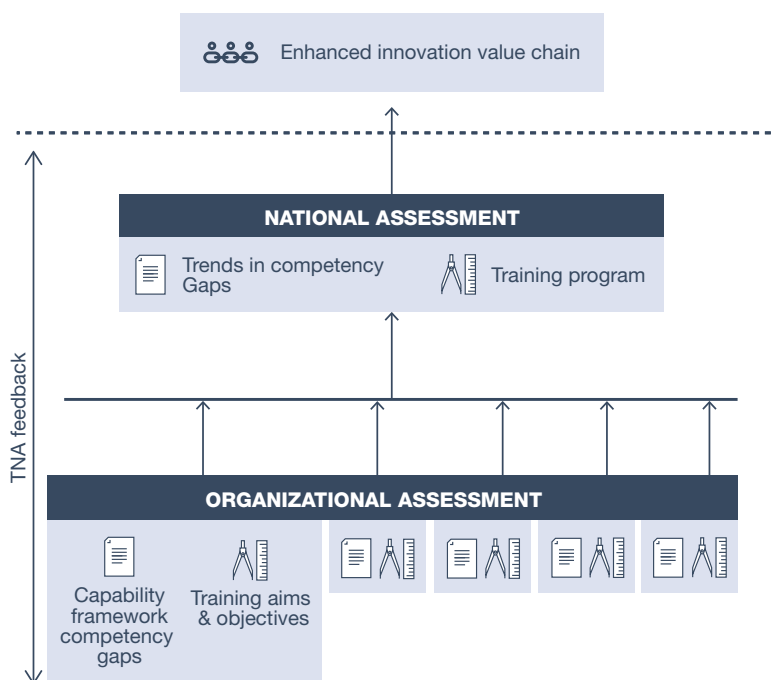 Enhanced innovation value chain
NATIONAL ASSESSMENT
Trends in competency
Gaps
Training program
TNA feedback
ORGANIZATIONAL ASSESSMENT
Capability
framework
competency
gaps
Training aims
& objectives